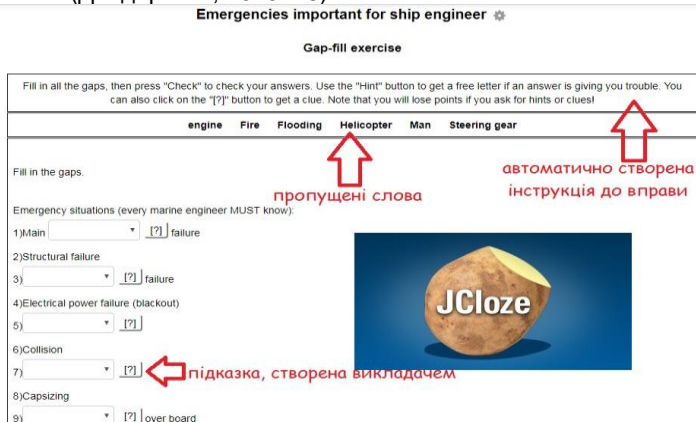 Emergencies important for ship engineer
Gap-fill exercise
Fill in all the gaps, then press "Check" to check your answers. Use the "Hint" button to get a free letter if an answer is giving you trouble. You
can also click on the "[?]" button to get a clue. Note that you will lose points if you ask for hints or clues!
engine Fire Flooding Helicopter Man Steering gear
Fill in the gaps.
автоматично створена
інструкція до вправи
пропущені слова
Emergency situations (every marine engineer MUST know):
1)Main [?] failure
2)Structural failure
3) [?] failure
4)Electrical power failure (blackout)
5) [?]
6)Collision
7) [?] підказка, створена викладачем
8)Capsizing
9) [?] over board
JCloze